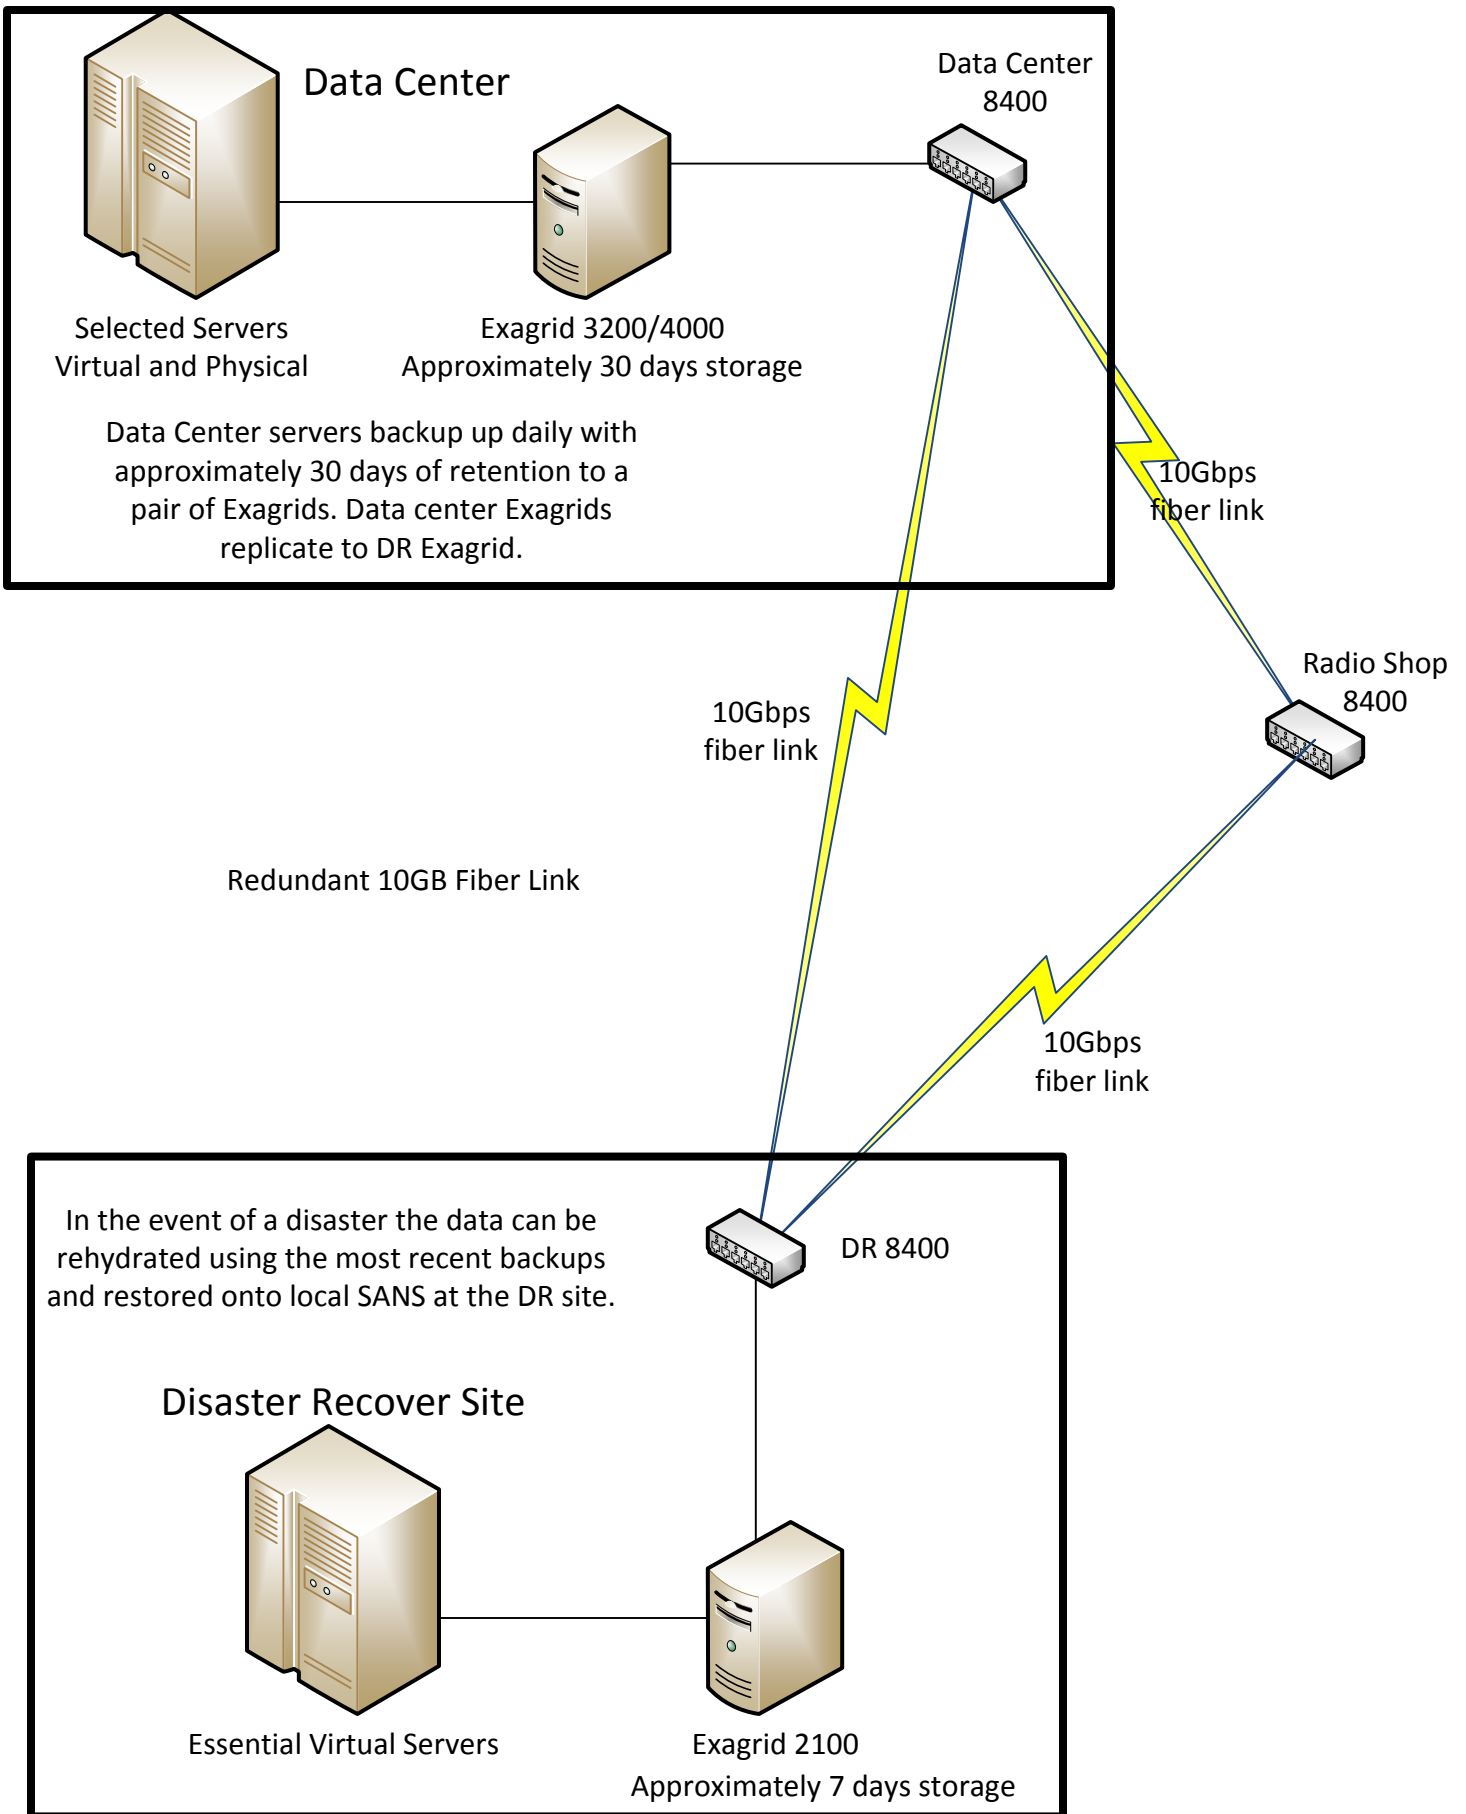 Data Center
Data Center
8400
Selected Servers
Virtual and Physical
Exagrid 3200/4000
Approximately 30 days storage
Data Center servers backup up daily with
approximately 30 days of retention to a
pair of Exagrids. Data center Exagrids
replicate to DR Exagrid.
10Gbps
fiber link
Radio Shop
8400
10Gbps
fiber link
Redundant 10GB Fiber Link
10Gbps
fiber link
In the event of a disaster the data can be
rehydrated using the most recent backups
and restored onto local SANS at the DR site.
DR 8400
Disaster Recover Site
Essential Virtual Servers
Exagrid 2100
Approximately 7 days storage